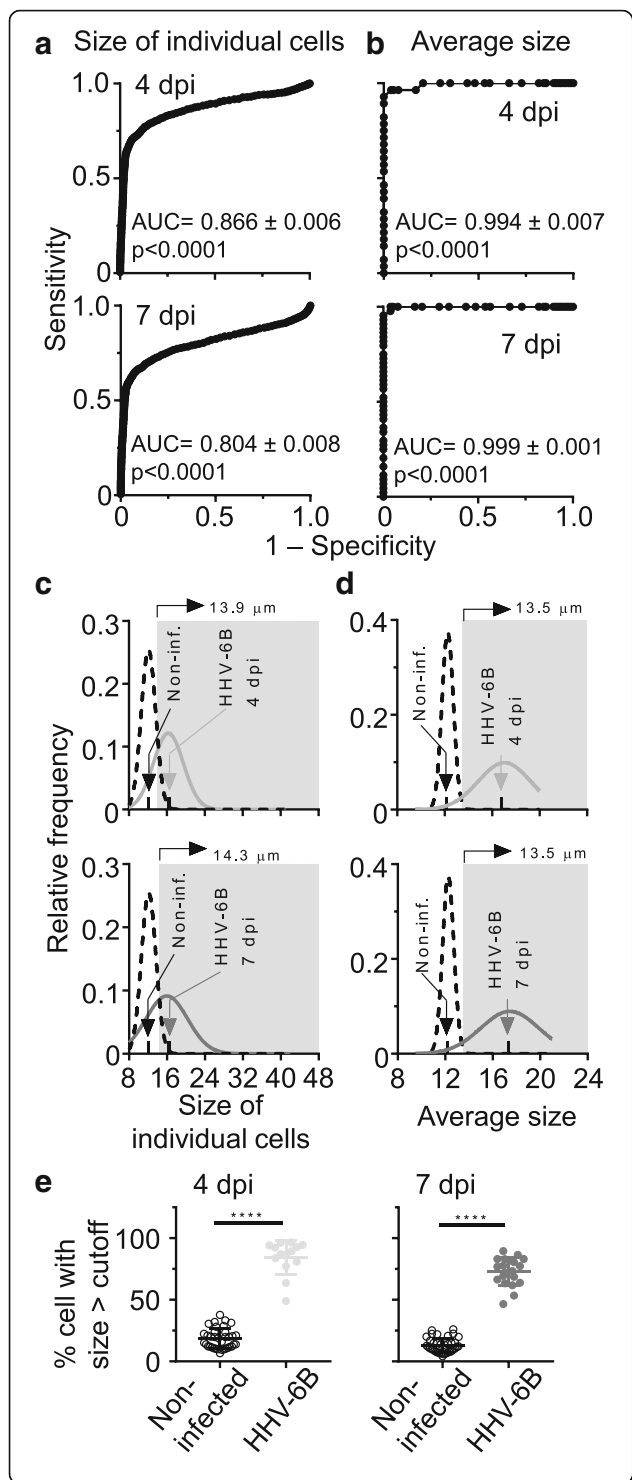 a Size of individual cells
b Average size
Sensitivity
1.0
0.5
0
4 dpi
AUC= 0.866 ± 0.006
p<0.0001
4 dpi
AUC= 0.994 ± 0.007
p<0.0001
1.0
0.5
0
7 dpi
AUC= 0.804 ± 0.008
p<0.0001
7 dpi
AUC= 0.999 ± 0.001
p<0.0001
0 0.5 1.0
0 0.5 1.0
1 – Specificity
c
d
Relative frequency
13.9 µm
0.3
0.2
0.1
0
Non-inf.
HHV-6B
4 dpi
13.5 µm
0.4
0.2
0
Non-inf.
HHV-6B
4 dpi
14.3 µm
0.3
0.2
0.1
0
Non-inf.
HHV-6B
7 dpi
13.5 µm
0.4
0.2
0
Non-inf.
HHV-6B
7 dpi
8 16 24 32 40 48
8 12 16 20 24
Size of
individual cells
Average size
e
4 dpi
7 dpi
% cell with
size > cutoff
100
50
0
****
****
Non-
infected
HHV-6B
Non-
infected
HHV-6B